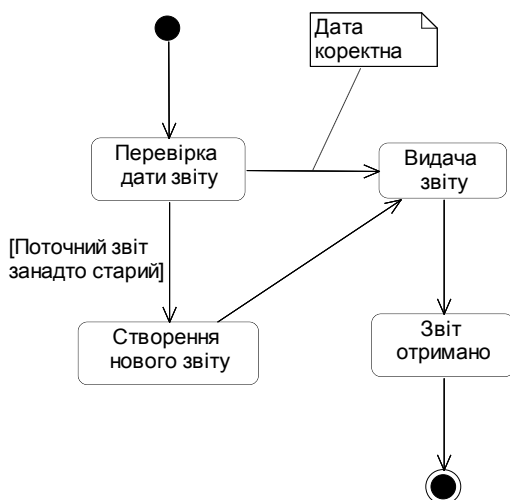 Дата
коректна
Перевірка
дати звіту
Видача
звіту
[Поточний звіт
занадто старий]
Створення
нового звіту
Звіт
отримано